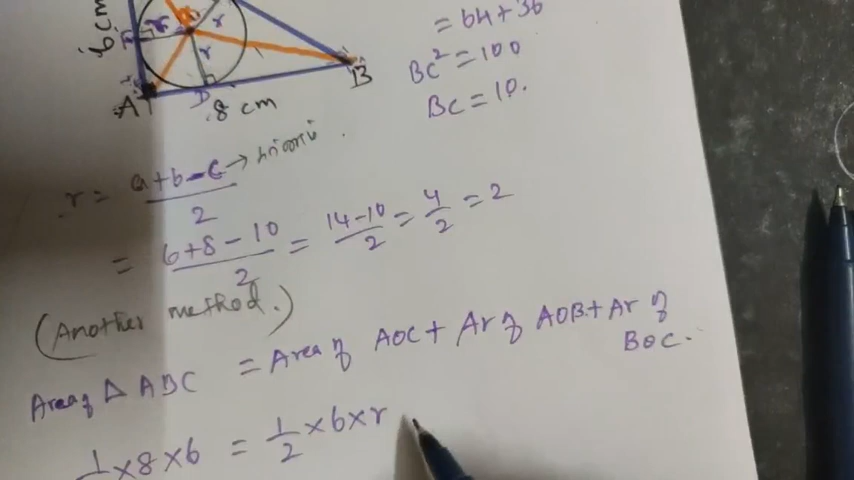 = 64+36
BC² = 100
BC = 10.
6 cm
r
r
r
A
D
B
8 cm
r = a+b-c →
2
= 6+8-10 = 14-10 = 4 = 2
2 2 2
(Another method.)
Area of Δ ABC = Area of AOC + Ar of AOB + Ar of
BOC.
1 × 8 × 6 = 1 × 6 × r
2